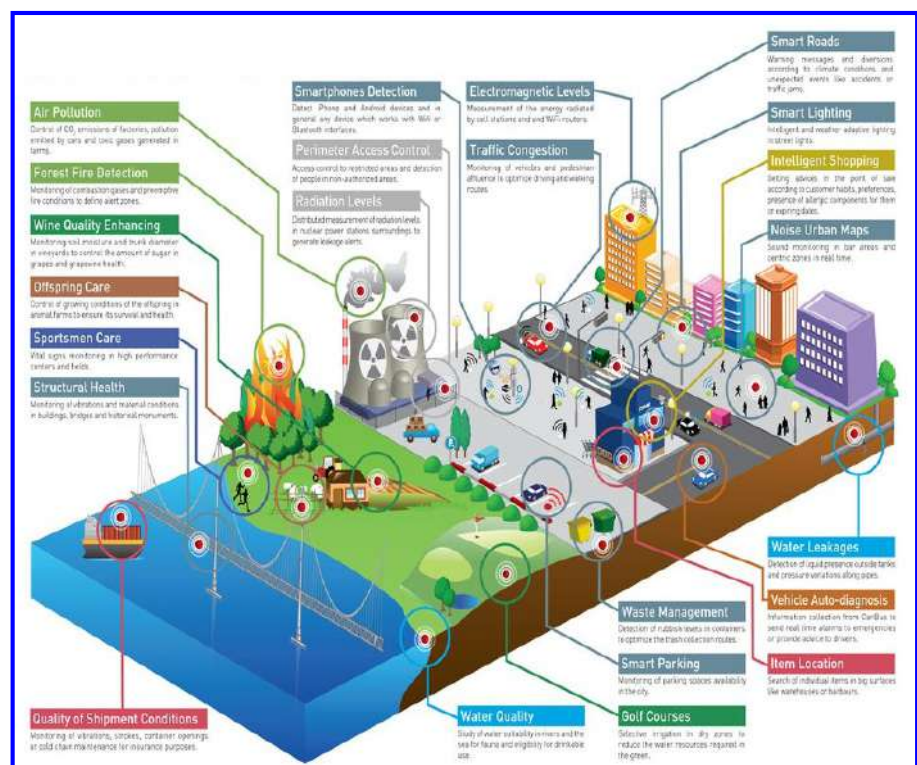 Smart Roads
Warning messages and diversions
according to climate conditions and
unexpected events like accidents or
traffic jams.
Smartphones Detection
Detect iPhone and Android devices and in
general any device which works with Wifi or
Bluetooth interfaces.
Electromagnetic Levels
Measurement of the energy radiated
by cell stations and and WiFi routers.
Smart Lighting
Intelligent and weather adaptive lighting
in street lights.
Air Pollution
Control of CO₂ emissions of factories, pollution
emitted by cars and toxic gases generated in
farms.
Perimeter Access Control
Access control to restricted areas and detection
of people in non-authorized areas.
Traffic Congestion
Monitoring of vehicles and pedestrian
affluence to optimize driving and walking
routes.
Intelligent Shopping
Getting advices in the point of sale
according to customer habits, preferences,
presence of allergic components for them
or expiring dates.
Forest Fire Detection
Monitoring of combustion gases and preemptive
fire conditions to define alert zones.
Radiation Levels
Distributed measurement of radiation levels
in nuclear power stations surroundings to
generate leakage alerts.
Wine Quality Enhancing
Monitoring soil moisture and trunk diameter
in vineyards to control the amount of sugar in
grapes and grapevine health.
Noise Urban Maps
Sound monitoring in bar areas and
centric zones in real time.
Offspring Care
Control of growing conditions of the offspring in
animal farms to ensure its survival and health.
Sportsmen Care
Vital signs monitoring in high performance
centers and fields.
Structural Health
Monitoring of vibrations and material conditions
in buildings, bridges and historical monuments.
Water Leakages
Detection of liquid presence outside tanks
and pressure variations along pipes.
Waste Management
Detection of rubbish levels in containers
to optimize the trash collection routes.
Vehicle Auto-diagnosis
Information collection from CanBus to
send real time alarms to emergencies
or provide advice to drivers.
Smart Parking
Monitoring of parking spaces availability
in the city.
Item Location
Search of individual items in big surfaces
like warehouses or harbours.
Quality of Shipment Conditions
Monitoring of vibrations, strokes, container openings
or cold chain maintenance for insurance purposes.
Water Quality
Study of water suitability in rivers and the
sea for fauna and eligibility for drinkable
use.
Golf Courses
Selective irrigation in dry zones to
reduce the water resources required in
the green.